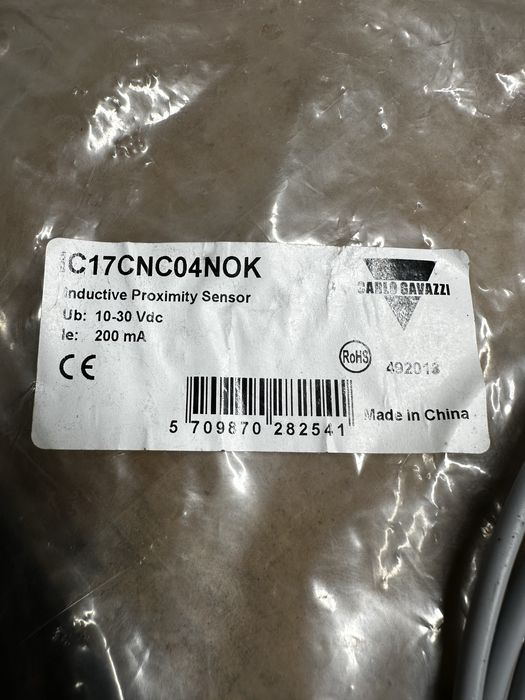 C17CNC04NOK
Inductive Proximity Sensor
Ub: 10-30 Vdc
Ie: 200 mA
CARLO GAVAZZI
RoHS
492013
CE
5 709870 282541
Made in China